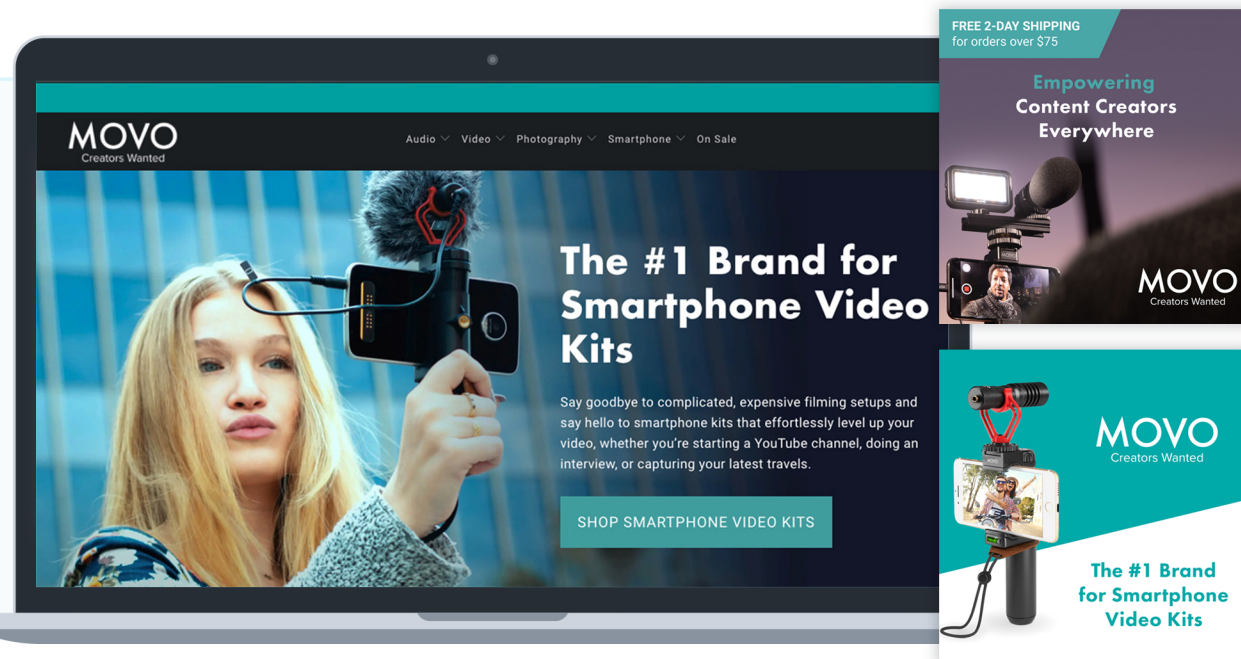 MOVO
Creators Wanted
Audio Video Photography Smartphone On Sale
The #1 Brand for
Smartphone Video
Kits
Say goodbye to complicated, expensive filming setups and
say hello to smartphone kits that effortlessly level up your
video, whether you're starting a YouTube channel, doing an
interview, or capturing your latest travels.
SHOP SMARTPHONE VIDEO KITS
FREE 2-DAY SHIPPING
for orders over $75
Empowering
Content Creators
Everywhere
MOVO
Creators Wanted
MOVO
Creators Wanted
The #1 Brand
for Smartphone
Video Kits